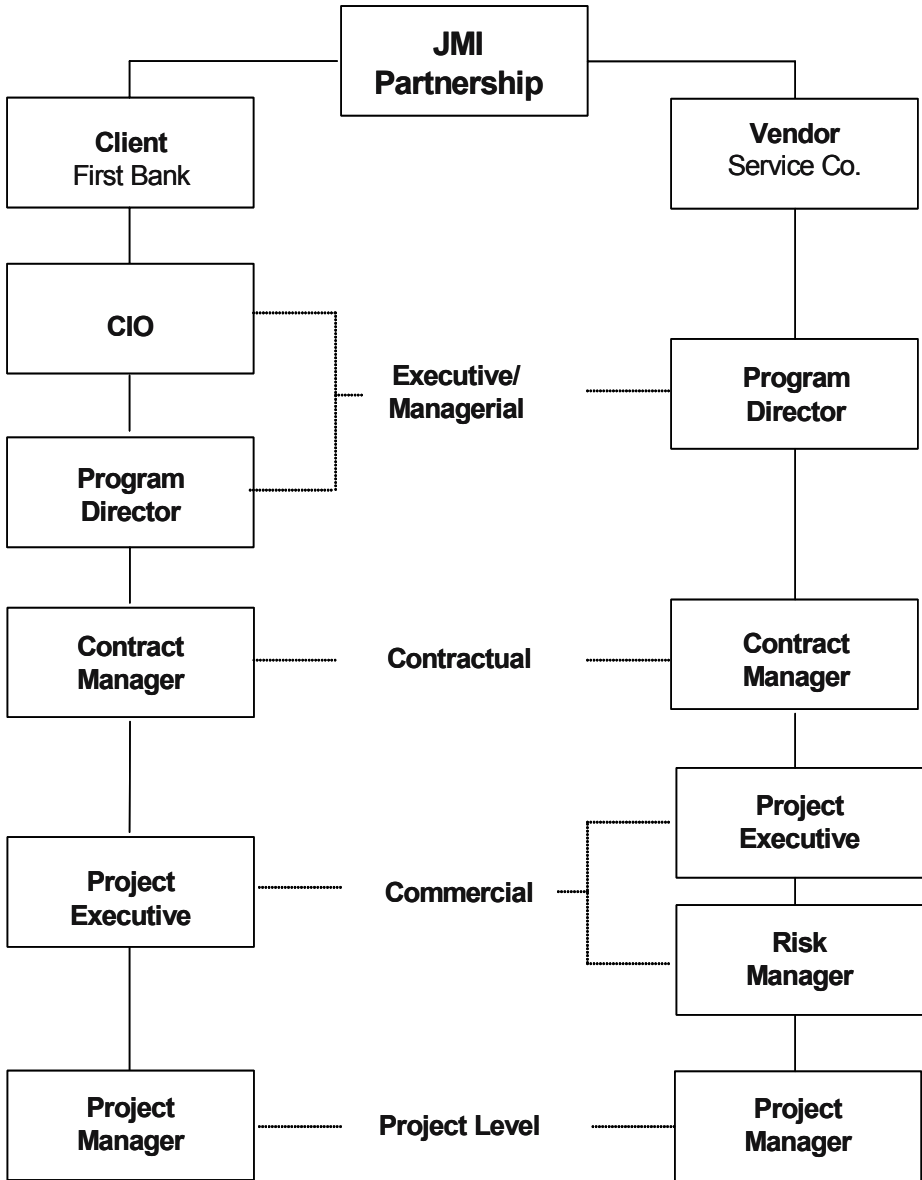 JMI
Partnership
Client
First Bank
Vendor
Service Co.
CIO
Executive/
Managerial
Program
Director
Program
Director
Contract
Manager
Contractual
Contract
Manager
Project
Executive
Project
Executive
Commercial
Risk
Manager
Project
Manager
Project Level
Project
Manager